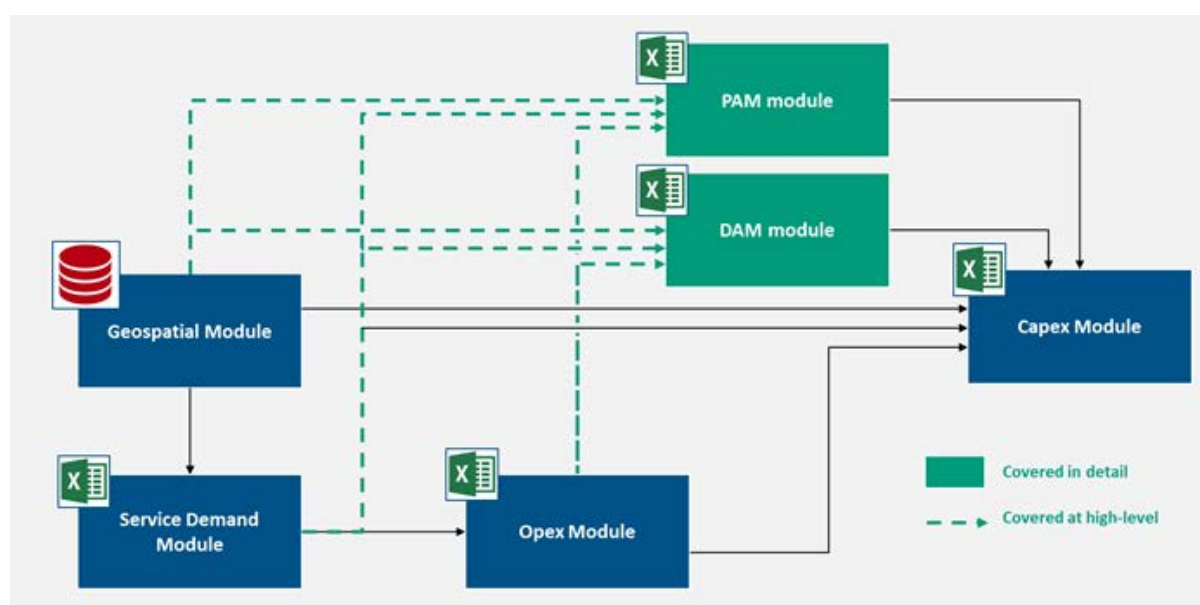 X
PAM module
X
DAM module
X
Geospatial Module
Capex Module
X
X
Service Demand
Module
Opex Module
Covered in detail
Covered at high-level